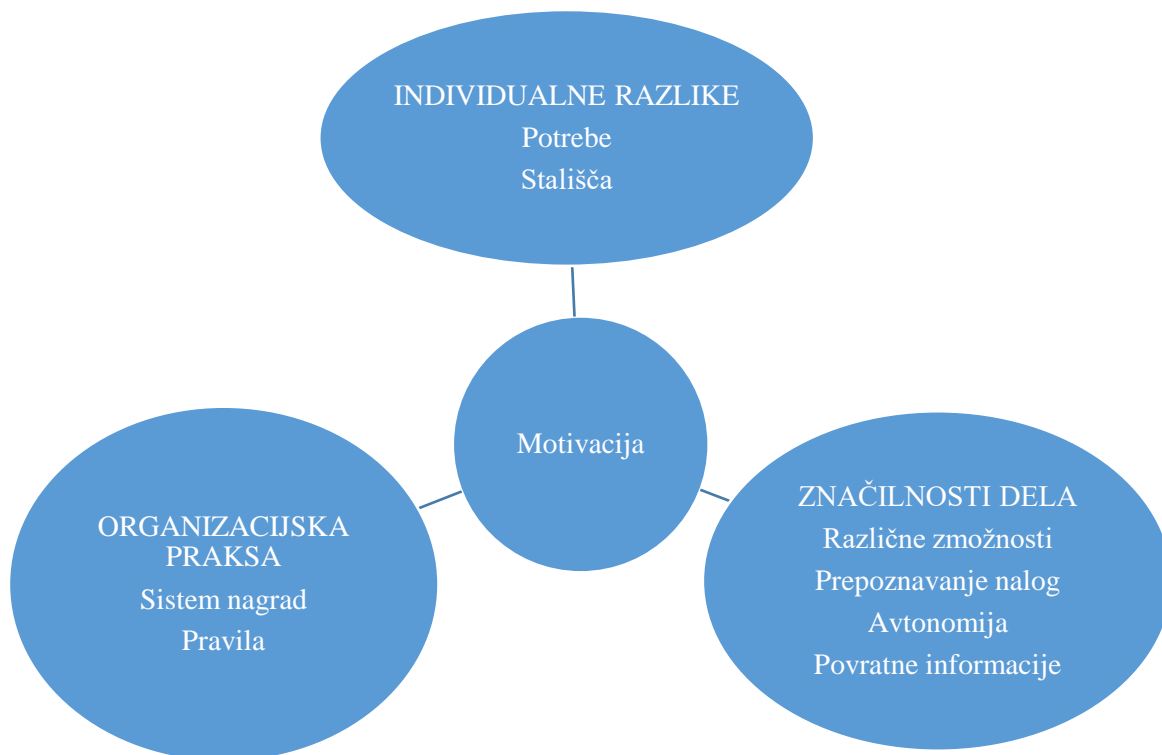 INDIVIDUALNE RAZLIKE
Potrebe
Stališča
Motivacija
ORGANIZACIJSKA
PRAKSA
Sistem nagrad
Pravila
ZNAČILNOSTI DELA
Različne zmožnosti
Prepoznavanje nalog
Avtonomija
Povratne informacije